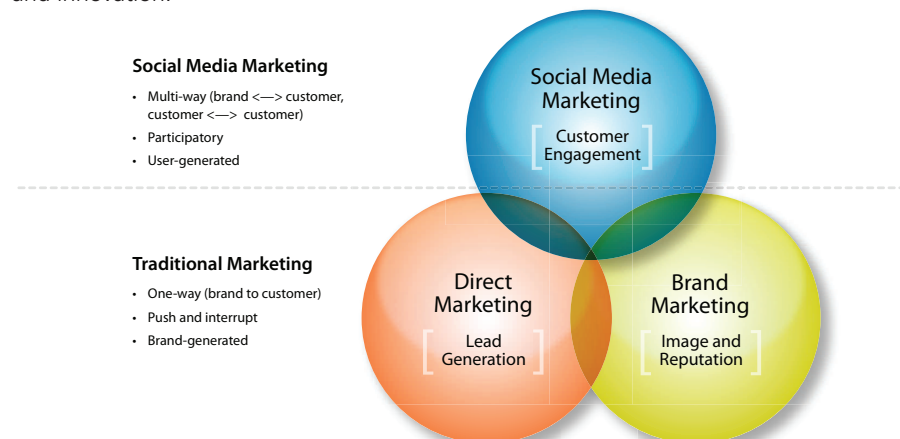 and innovation.
Social Media Marketing
• Multi-way (brand <—> customer,
customer <—> customer)
• Participatory
• User-generated
Social Media
Marketing
[Customer
Engagement]
Traditional Marketing
• One-way (brand to customer)
• Push and interrupt
• Brand-generated
Direct
Marketing
[Lead
Generation]
Brand
Marketing
[Image and
Reputation]